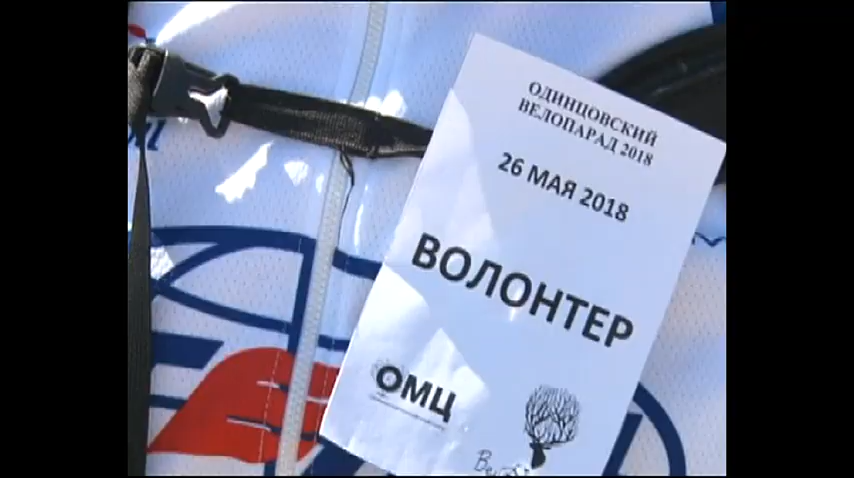 ОДИНЦОВСКИЙ
ВЕЛОПАРАД 2018
26 МАЯ 2018
ВОЛОНТЕР
ОМЦ